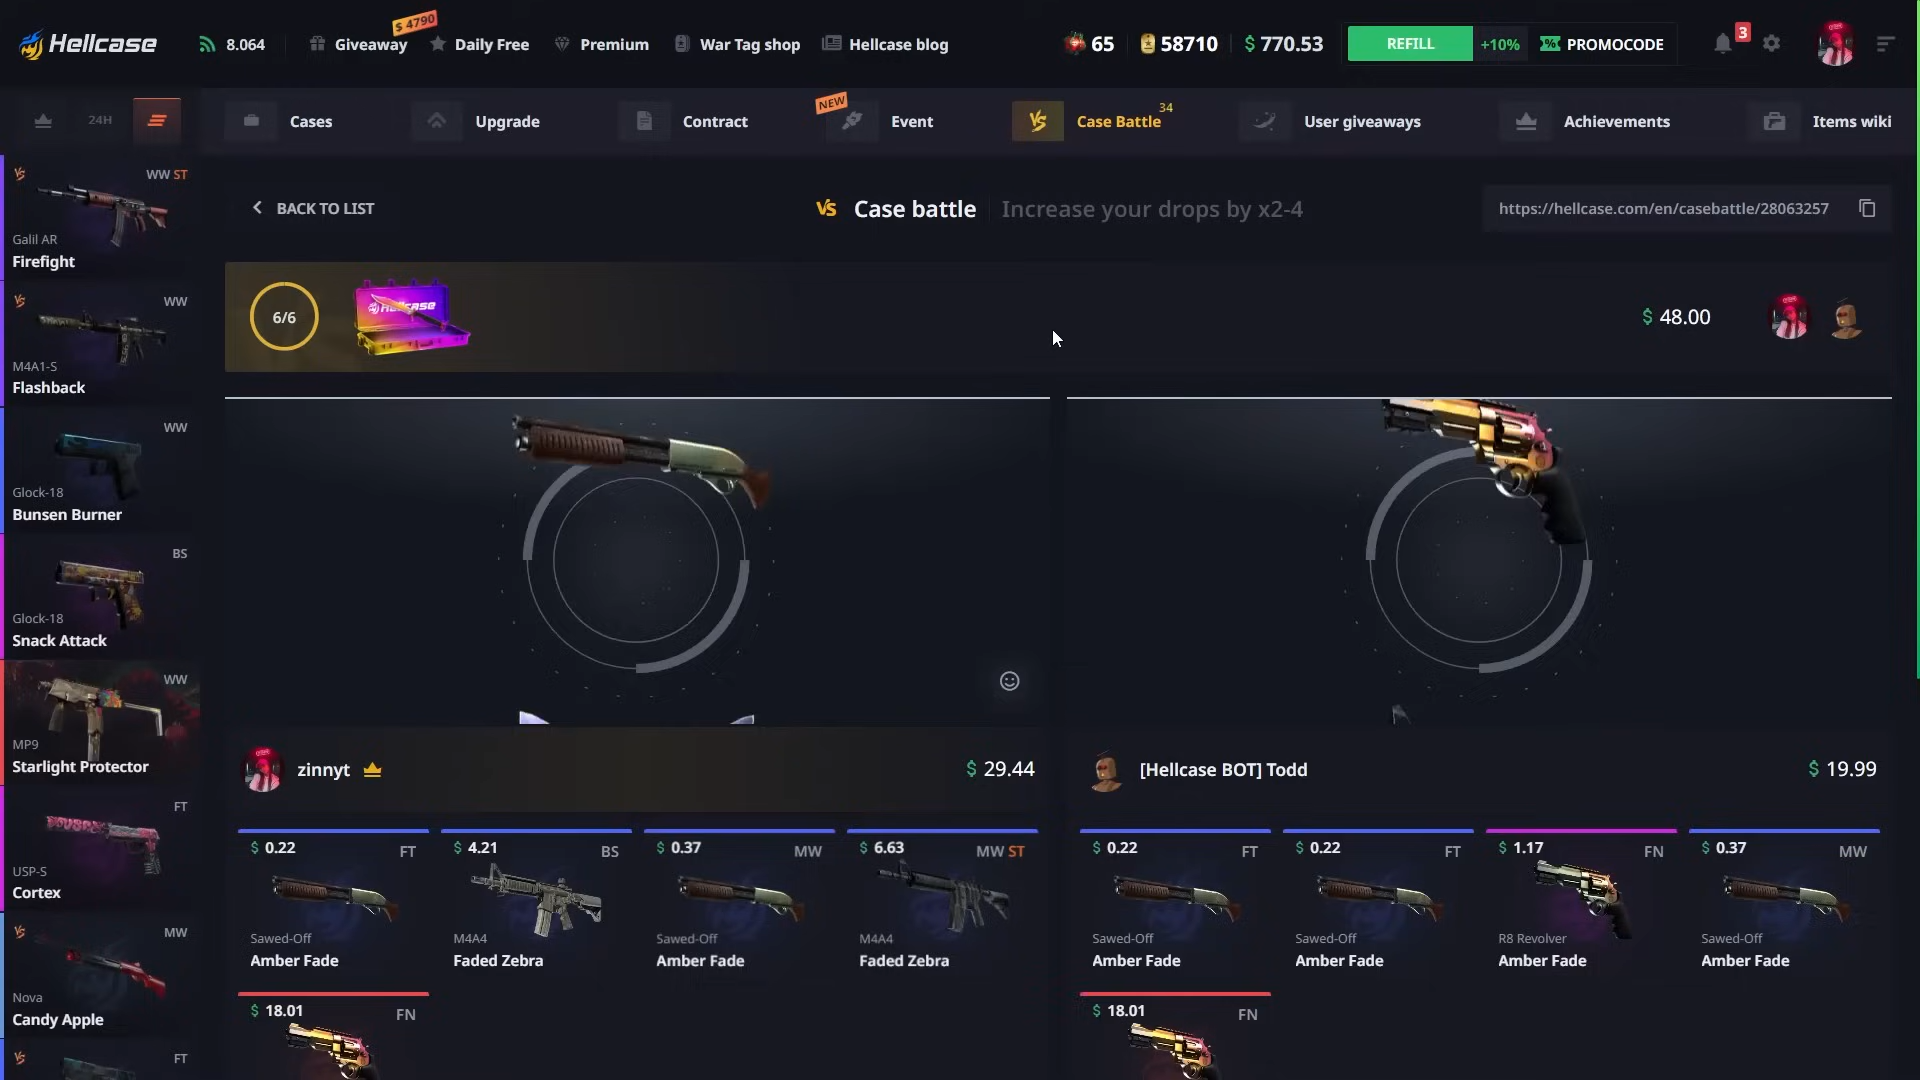 Hellcase
8.064
Giveaway
$ 4790
Daily Free
Premium
War Tag shop
Hellcase blog
65
58710
$ 770.53
REFILL
+10%
% PROMOCODE
3
24H
Cases
Upgrade
Contract
NEW
Event
VS
Case Battle
34
User giveaways
Achievements
Items wiki
VS
WW ST
Galil AR
Firefight
VS
WW
M4A1-S
Flashback
WW
Glock-18
Bunsen Burner
BS
Glock-18
Snack Attack
WW
MP9
Starlight Protector
FT
USP-S
Cortex
VS
MW
Nova
Candy Apple
VS
FT
BACK TO LIST
VS Case battle
Increase your drops by x2-4
https://hellcase.com/en/casebattle/28063257
6/6
Hellcase
$ 48.00
zinnyt
$ 29.44
[Hellcase BOT] Todd
$ 19.99
$ 0.22 FT
Sawed-Off
Amber Fade
$ 4.21 BS
M4A4
Faded Zebra
$ 0.37 MW
Sawed-Off
Amber Fade
$ 6.63 MW ST
M4A4
Faded Zebra
$ 18.01 FN
$ 0.22 FT
Sawed-Off
Amber Fade
$ 0.22 FT
Sawed-Off
Amber Fade
$ 1.17 FN
R8 Revolver
Amber Fade
$ 0.37 MW
Sawed-Off
Amber Fade
$ 18.01 FN